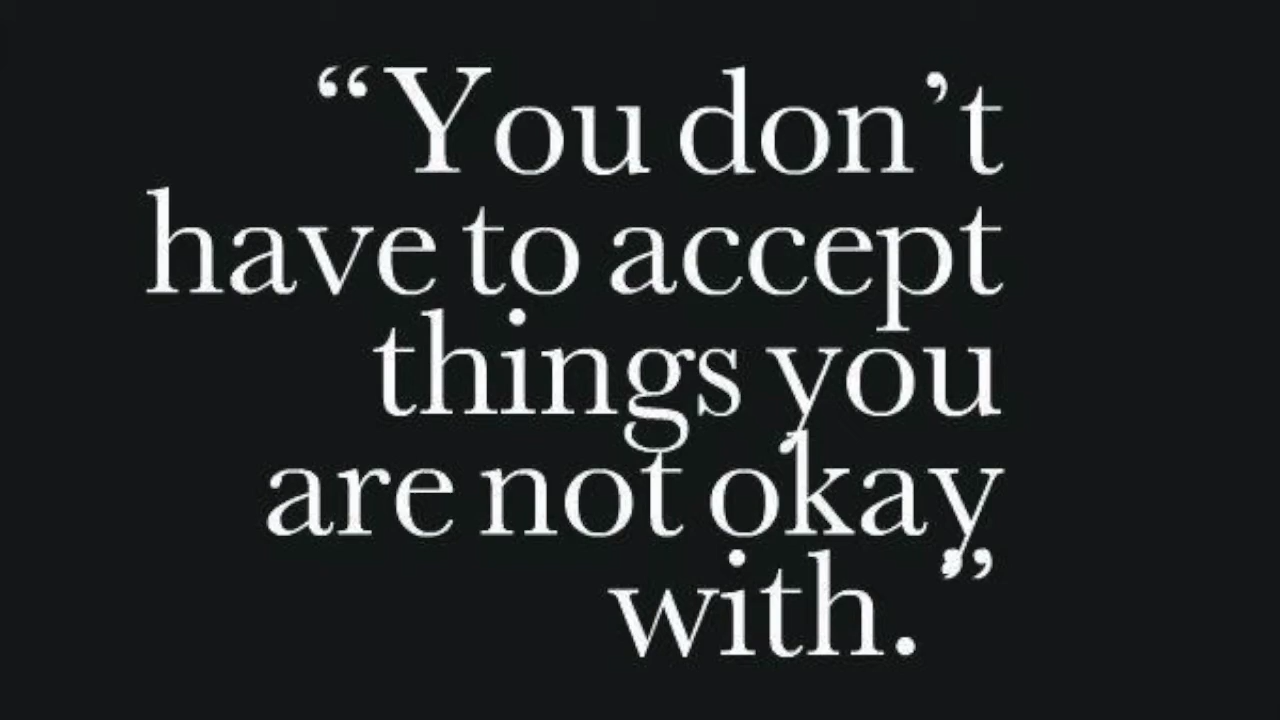 “You don’t
have to accept
things you
are not okay
with.”